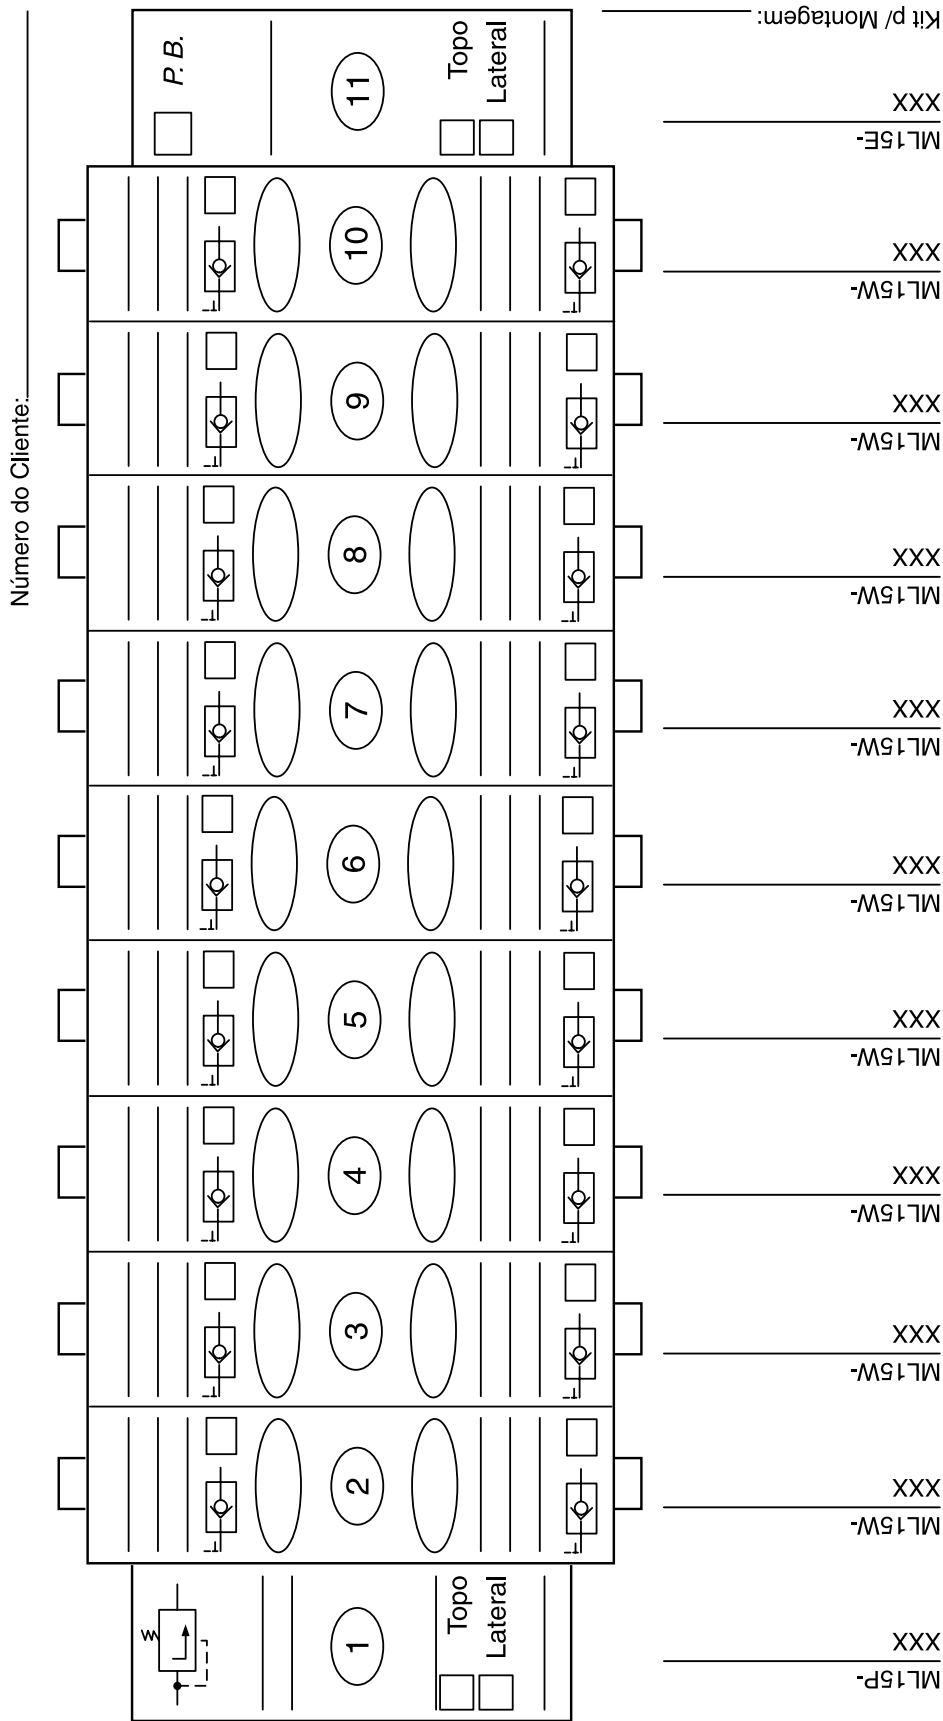 Número do Cliente:
P. B.
11
Topo
Lateral
10
9
8
7
6
5
4
3
2
1
Topo
Lateral
Kit p/ Montagem:
ML15E-
XXX
ML15W-
XXX
ML15W-
XXX
ML15W-
XXX
ML15W-
XXX
ML15W-
XXX
ML15W-
XXX
ML15W-
XXX
ML15W-
XXX
ML15W-
XXX
ML15P-
XXX